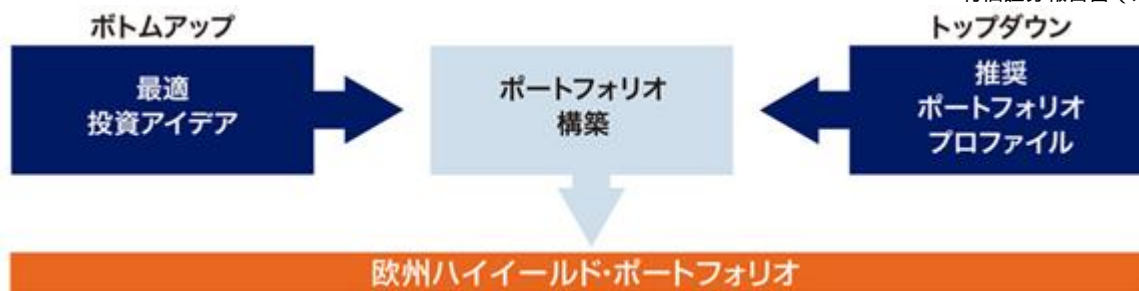 ボトムアップ
トップダウン
最適
投資アイデア
ポートフォリオ
構築
推奨
ポートフォリオ
プロファイル
欧州ハイイールド・ポートフォリオ